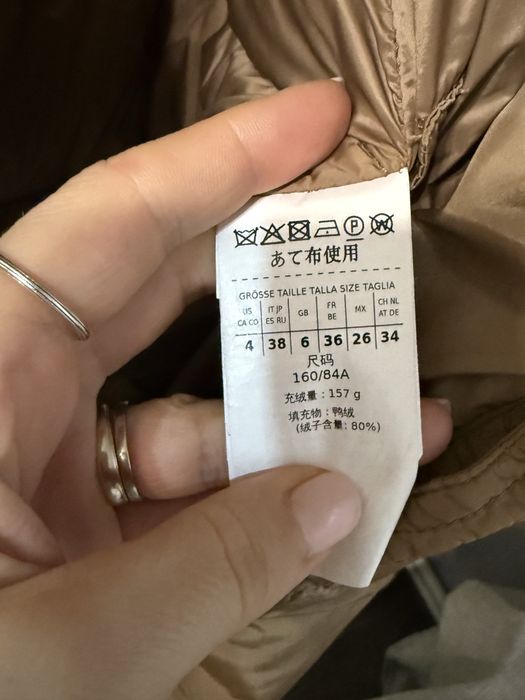 P W
あて布使用
GRÖSSE TAILLE TALLA SIZE TAGLIA
US CA CO IT JP ES RU GB FR BE MX CH NL AT DE
4 38 6 36 26 34
尺码
160/84A
充绒量：157 g
填充物：鸭绒
(绒子含量: 80%)